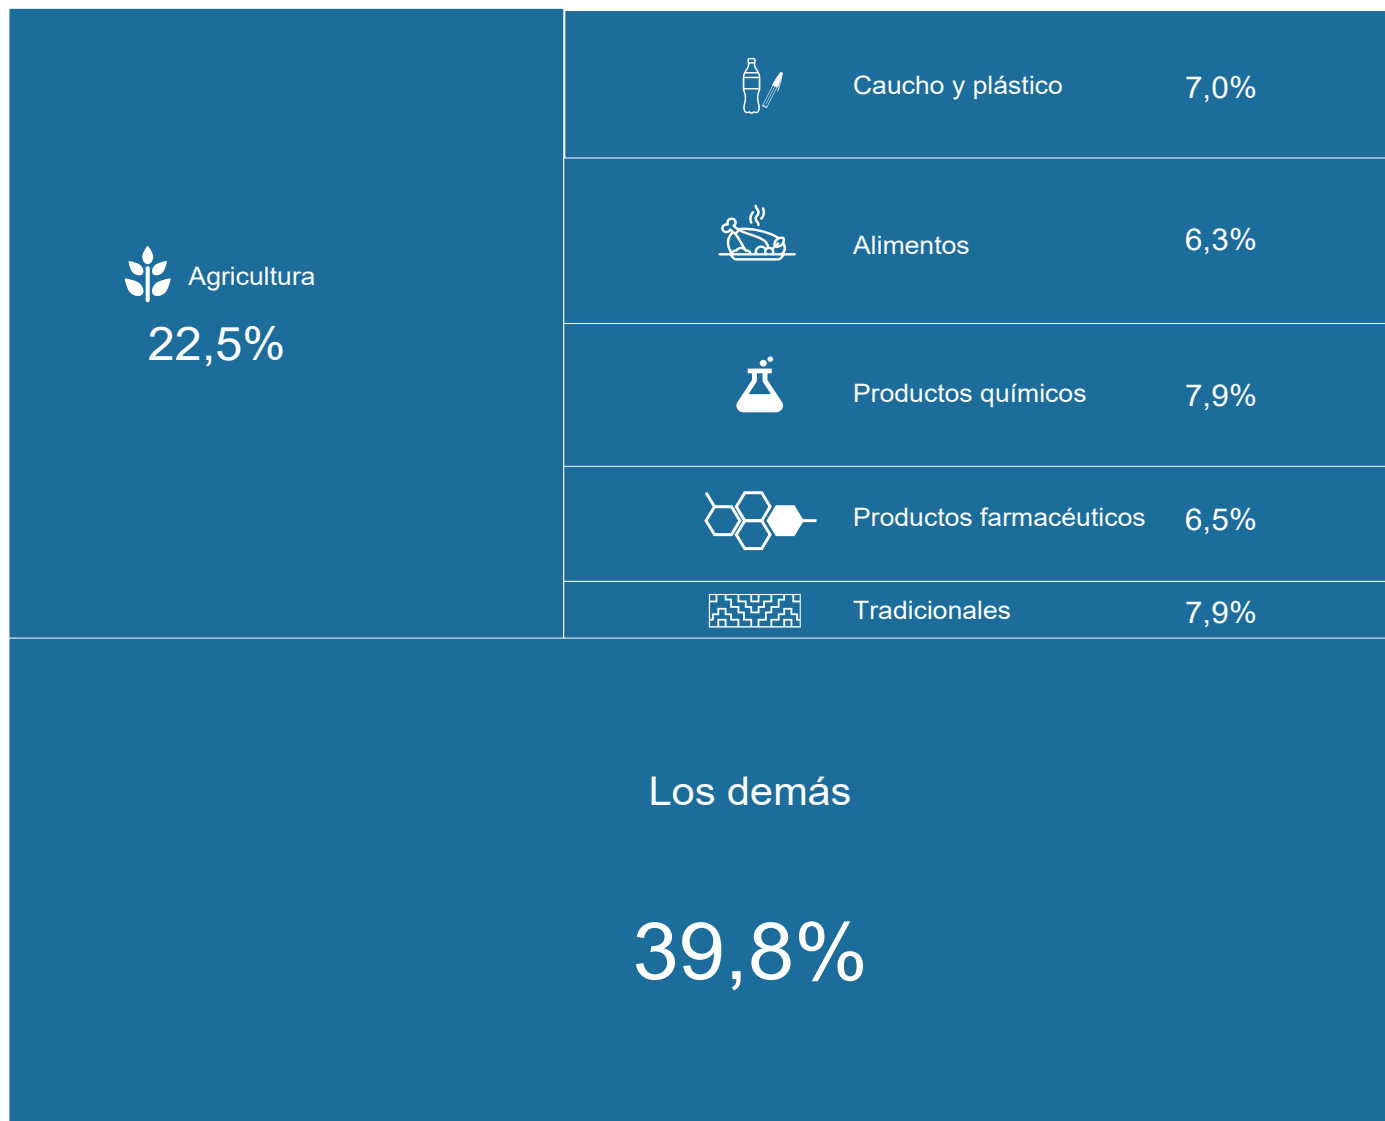 Agricultura
22,5%
Caucho y plástico 7,0%
Alimentos 6,3%
Productos químicos 7,9%
Productos farmacéuticos 6,5%
Tradicionales 7,9%
Los demás
39,8%